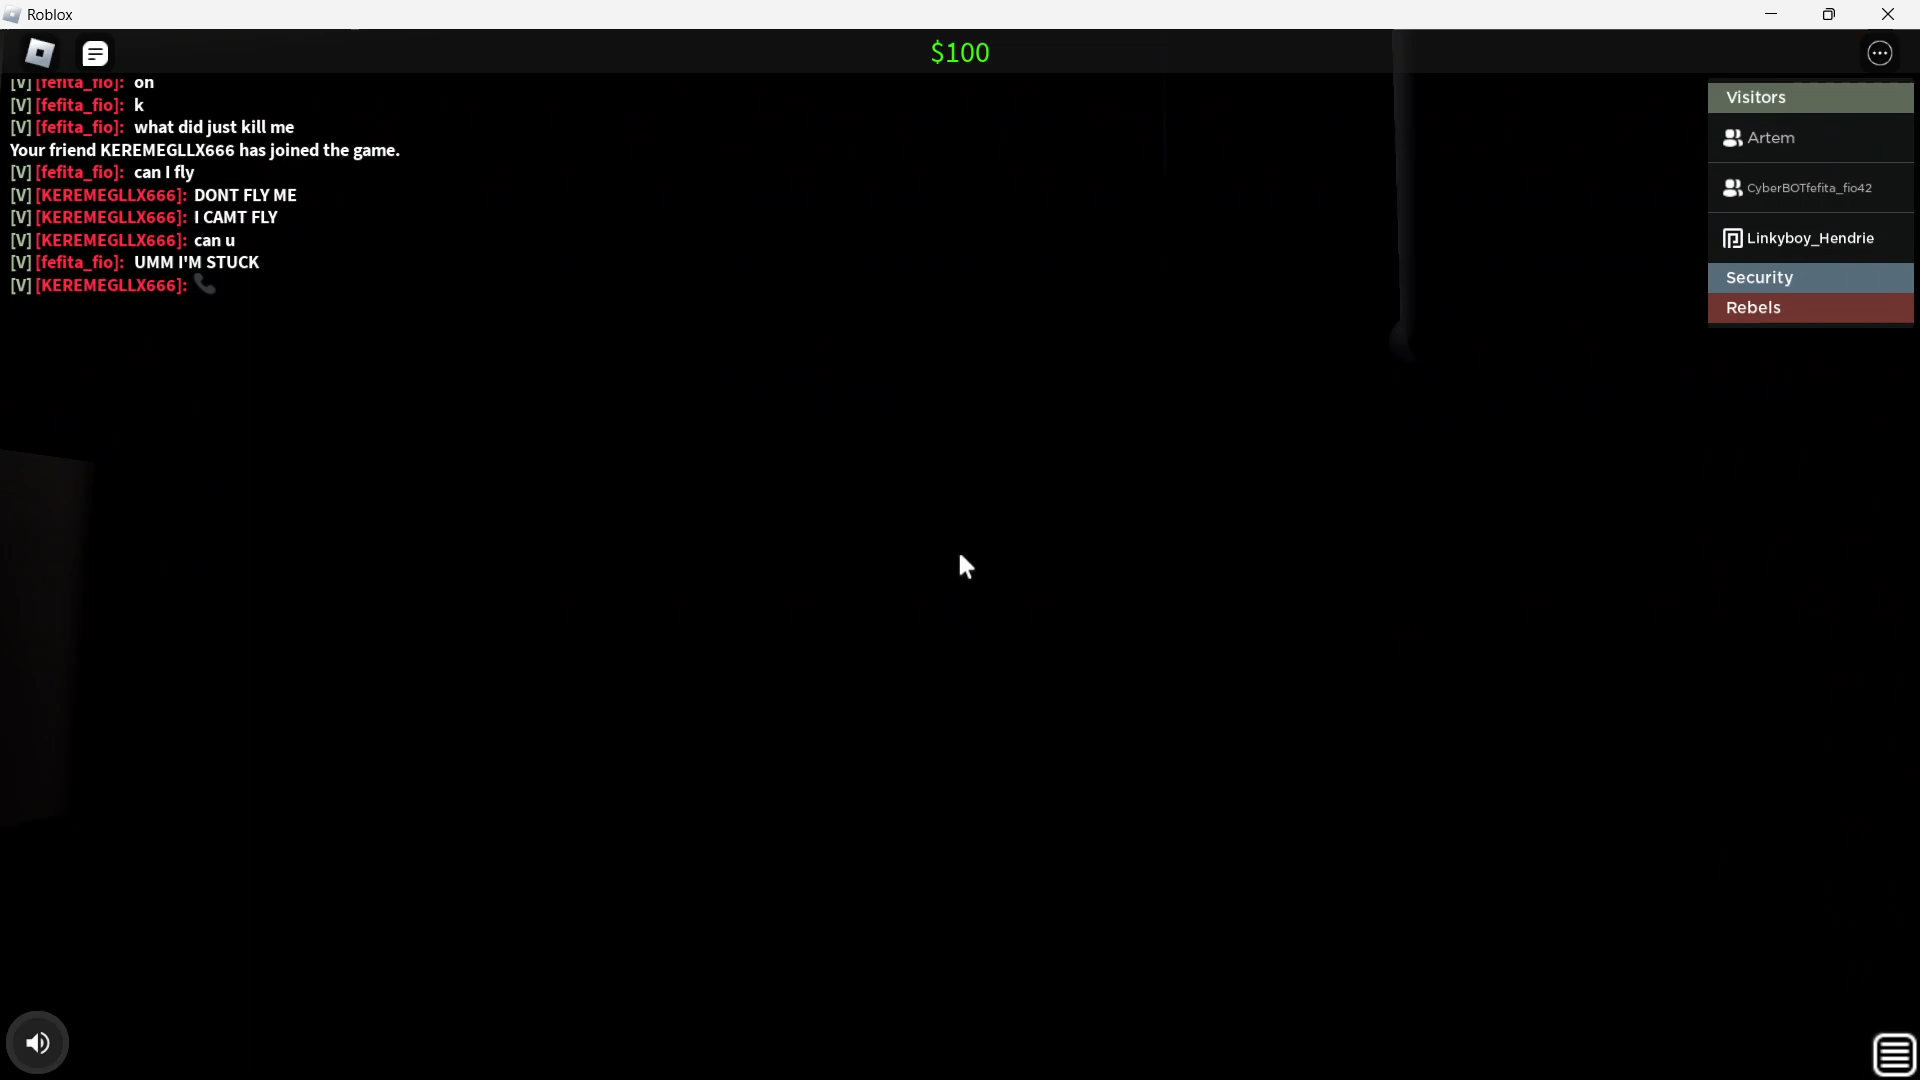 Roblox
$100
[V] [fefita_fio]: oh
[V] [fefita_fio]: k
[V] [fefita_fio]: what did just kill me
Your friend KEREMEGLLX666 has joined the game.
[V] [fefita_fio]: can I fly
[V] [KEREMEGLLX666]: DONT FLY ME
[V] [KEREMEGLLX666]: I CAMT FLY
[V] [KEREMEGLLX666]: can u
[V] [fefita_fio]: UMM I'M STUCK
[V] [KEREMEGLLX666]: 📞
Visitors
Artem
CyberBOTfefita_fio42
Linkyboy_Hendrie
Security
Rebels